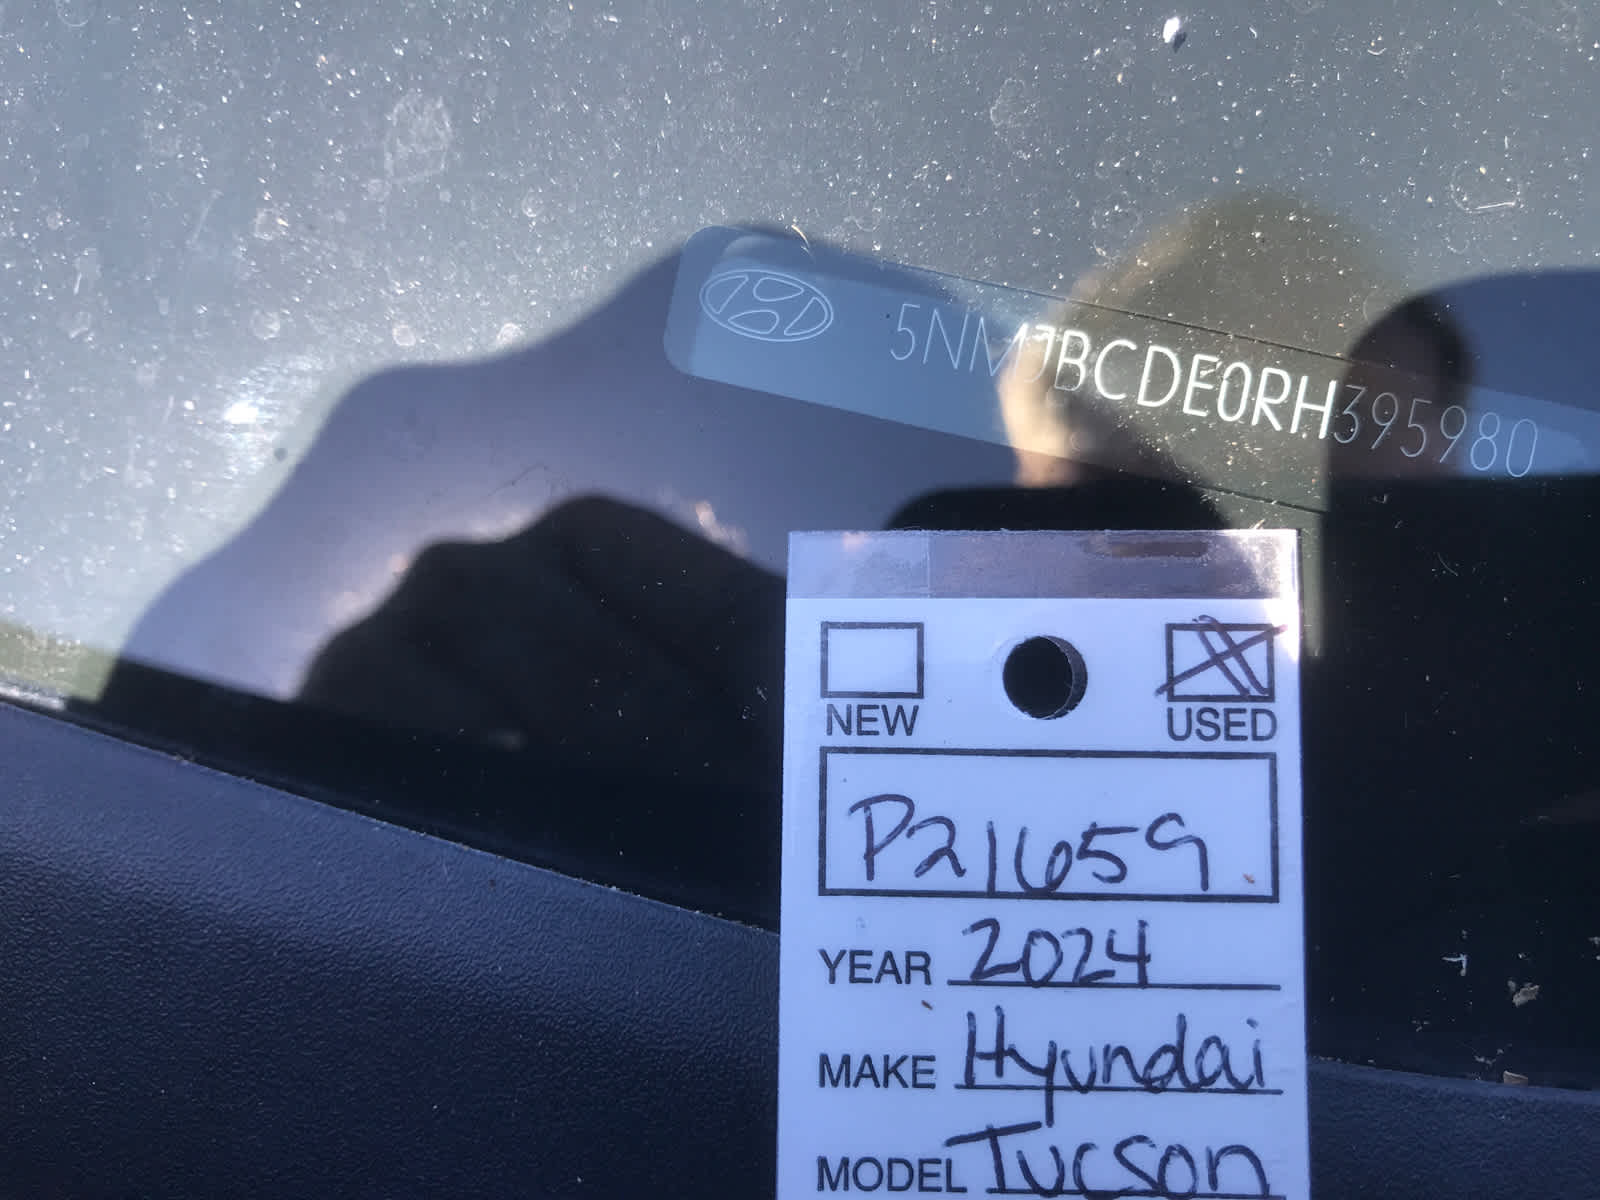 5NMJBCDE0RH395980
NEW USED
P21659
YEAR 2024
MAKE Hyundai
MODEL Tucson